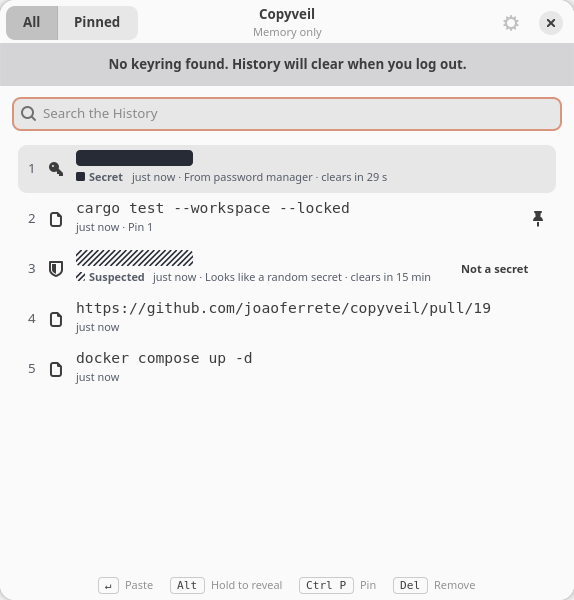 All Pinned
Copyveil
Memory only
No keyring found. History will clear when you log out.
Search the History
1
Secret just now · From password manager · clears in 29 s
2 cargo test --workspace --locked
just now · Pin 1
3
Suspected just now · Looks like a random secret · clears in 15 min Not a secret
4 https://github.com/joaoferrete/copyveil/pull/19
just now
5 docker compose up -d
just now
↵ Paste Alt Hold to reveal Ctrl P Pin Del Remove